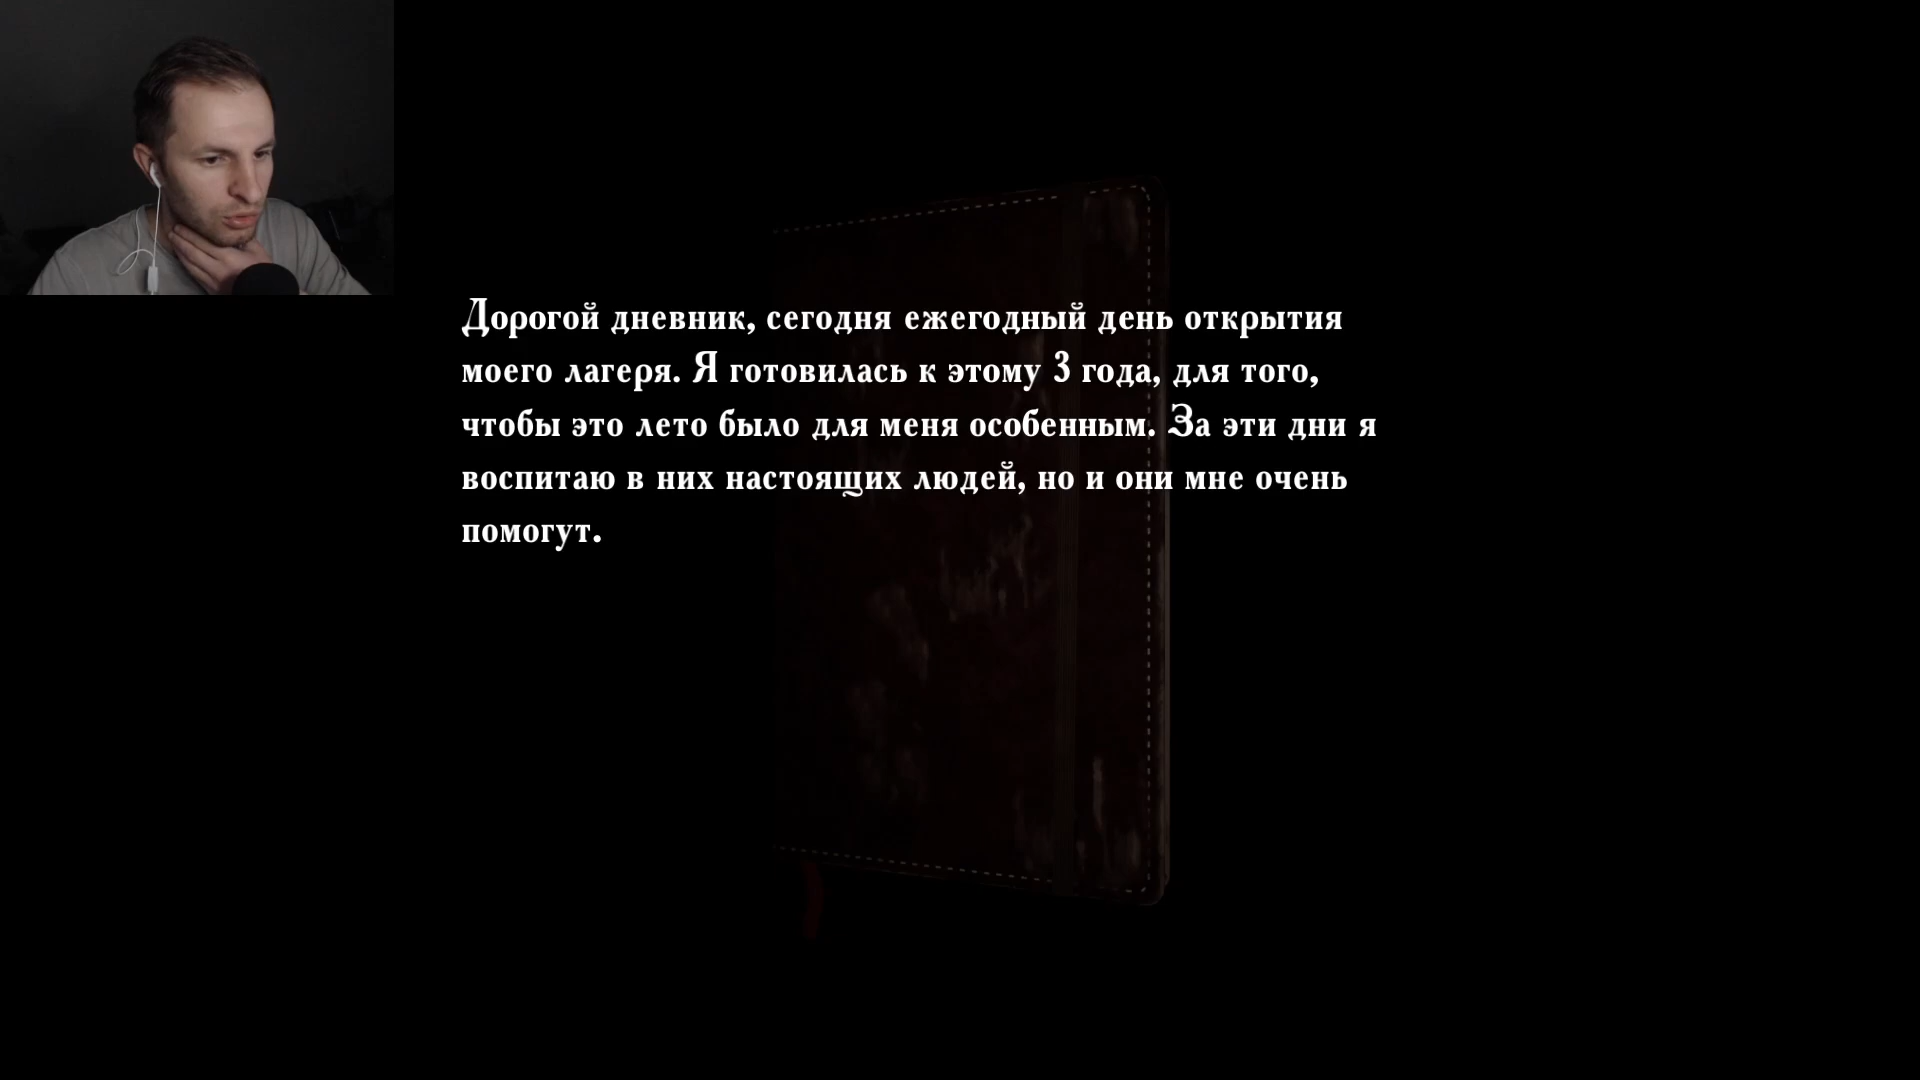 Дорогой дневник, сегодня ежегодный день открытия
моего лагеря. Я готовилась к этому 3 года, для того,
чтобы это лето было для меня особенным. За эти дни я
воспитаю в них настоящих людей, но и они мне очень
помогут.